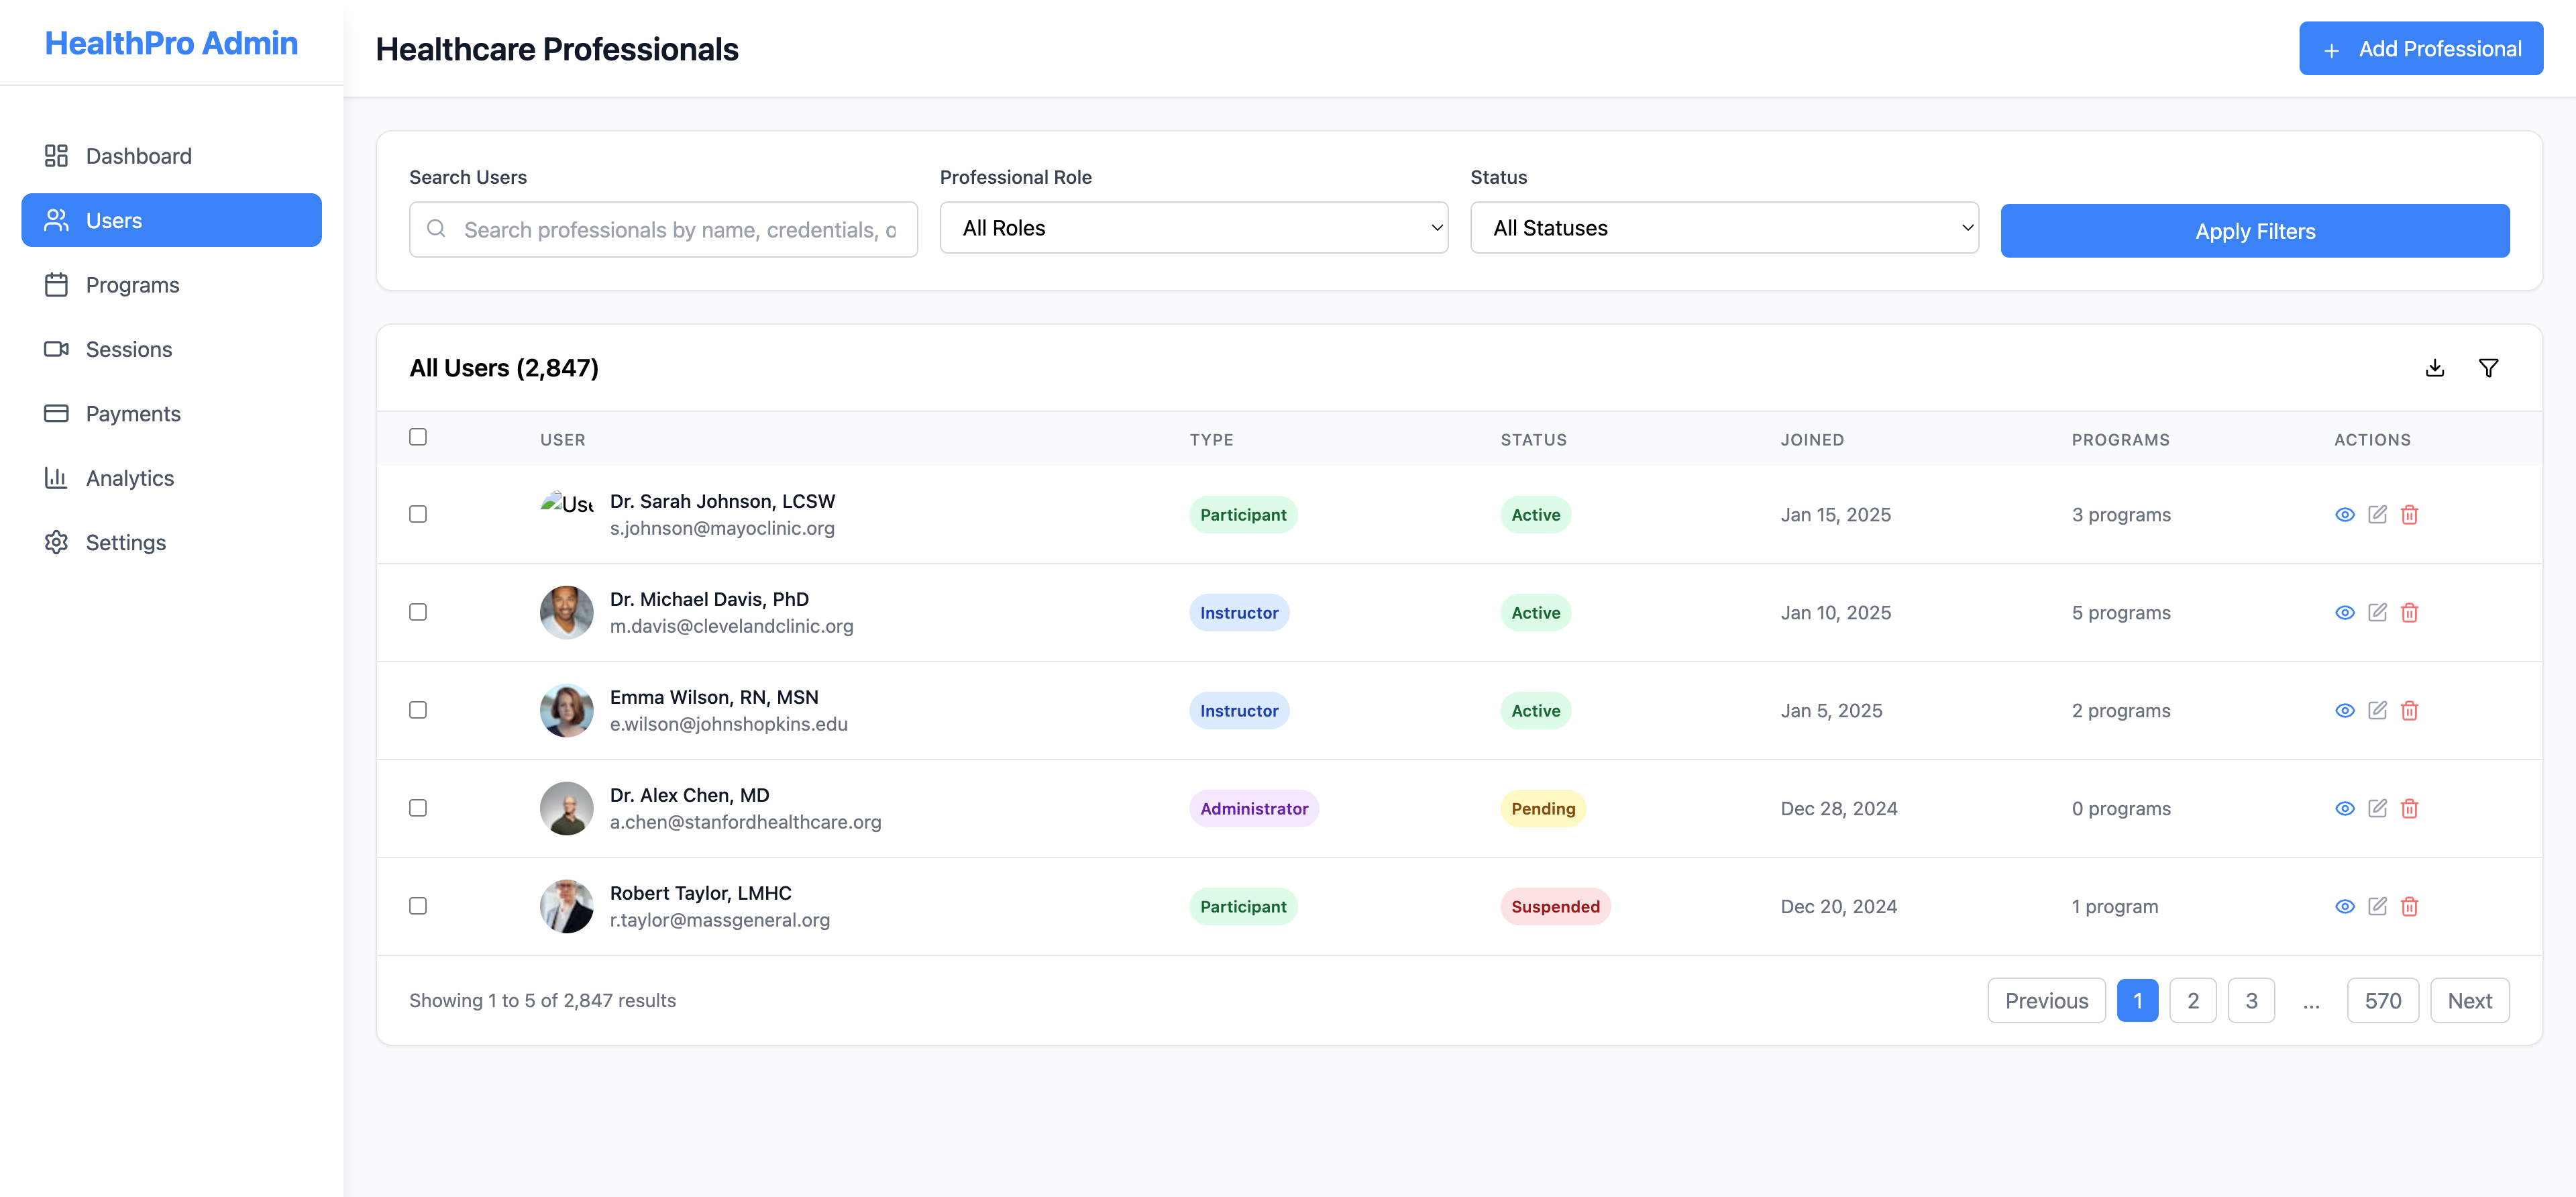 HealthPro Admin
Healthcare Professionals
+ Add Professional
Dashboard
Users
Programs
Sessions
Payments
Analytics
Settings
Search Users
Professional Role
Status
Search professionals by name, credentials, o
All Roles
All Statuses
Apply Filters
All Users (2,847)
USER TYPE STATUS JOINED PROGRAMS ACTIONS
Use
Dr. Sarah Johnson, LCSW
s.johnson@mayoclinic.org
Participant Active Jan 15, 2025 3 programs
Dr. Michael Davis, PhD
m.davis@clevelandclinic.org
Instructor Active Jan 10, 2025 5 programs
Emma Wilson, RN, MSN
e.wilson@johnshopkins.edu
Instructor Active Jan 5, 2025 2 programs
Dr. Alex Chen, MD
a.chen@stanfordhealthcare.org
Administrator Pending Dec 28, 2024 0 programs
Robert Taylor, LMHC
r.taylor@massgeneral.org
Participant Suspended Dec 20, 2024 1 program
Showing 1 to 5 of 2,847 results
Previous 1 2 3 ... 570 Next